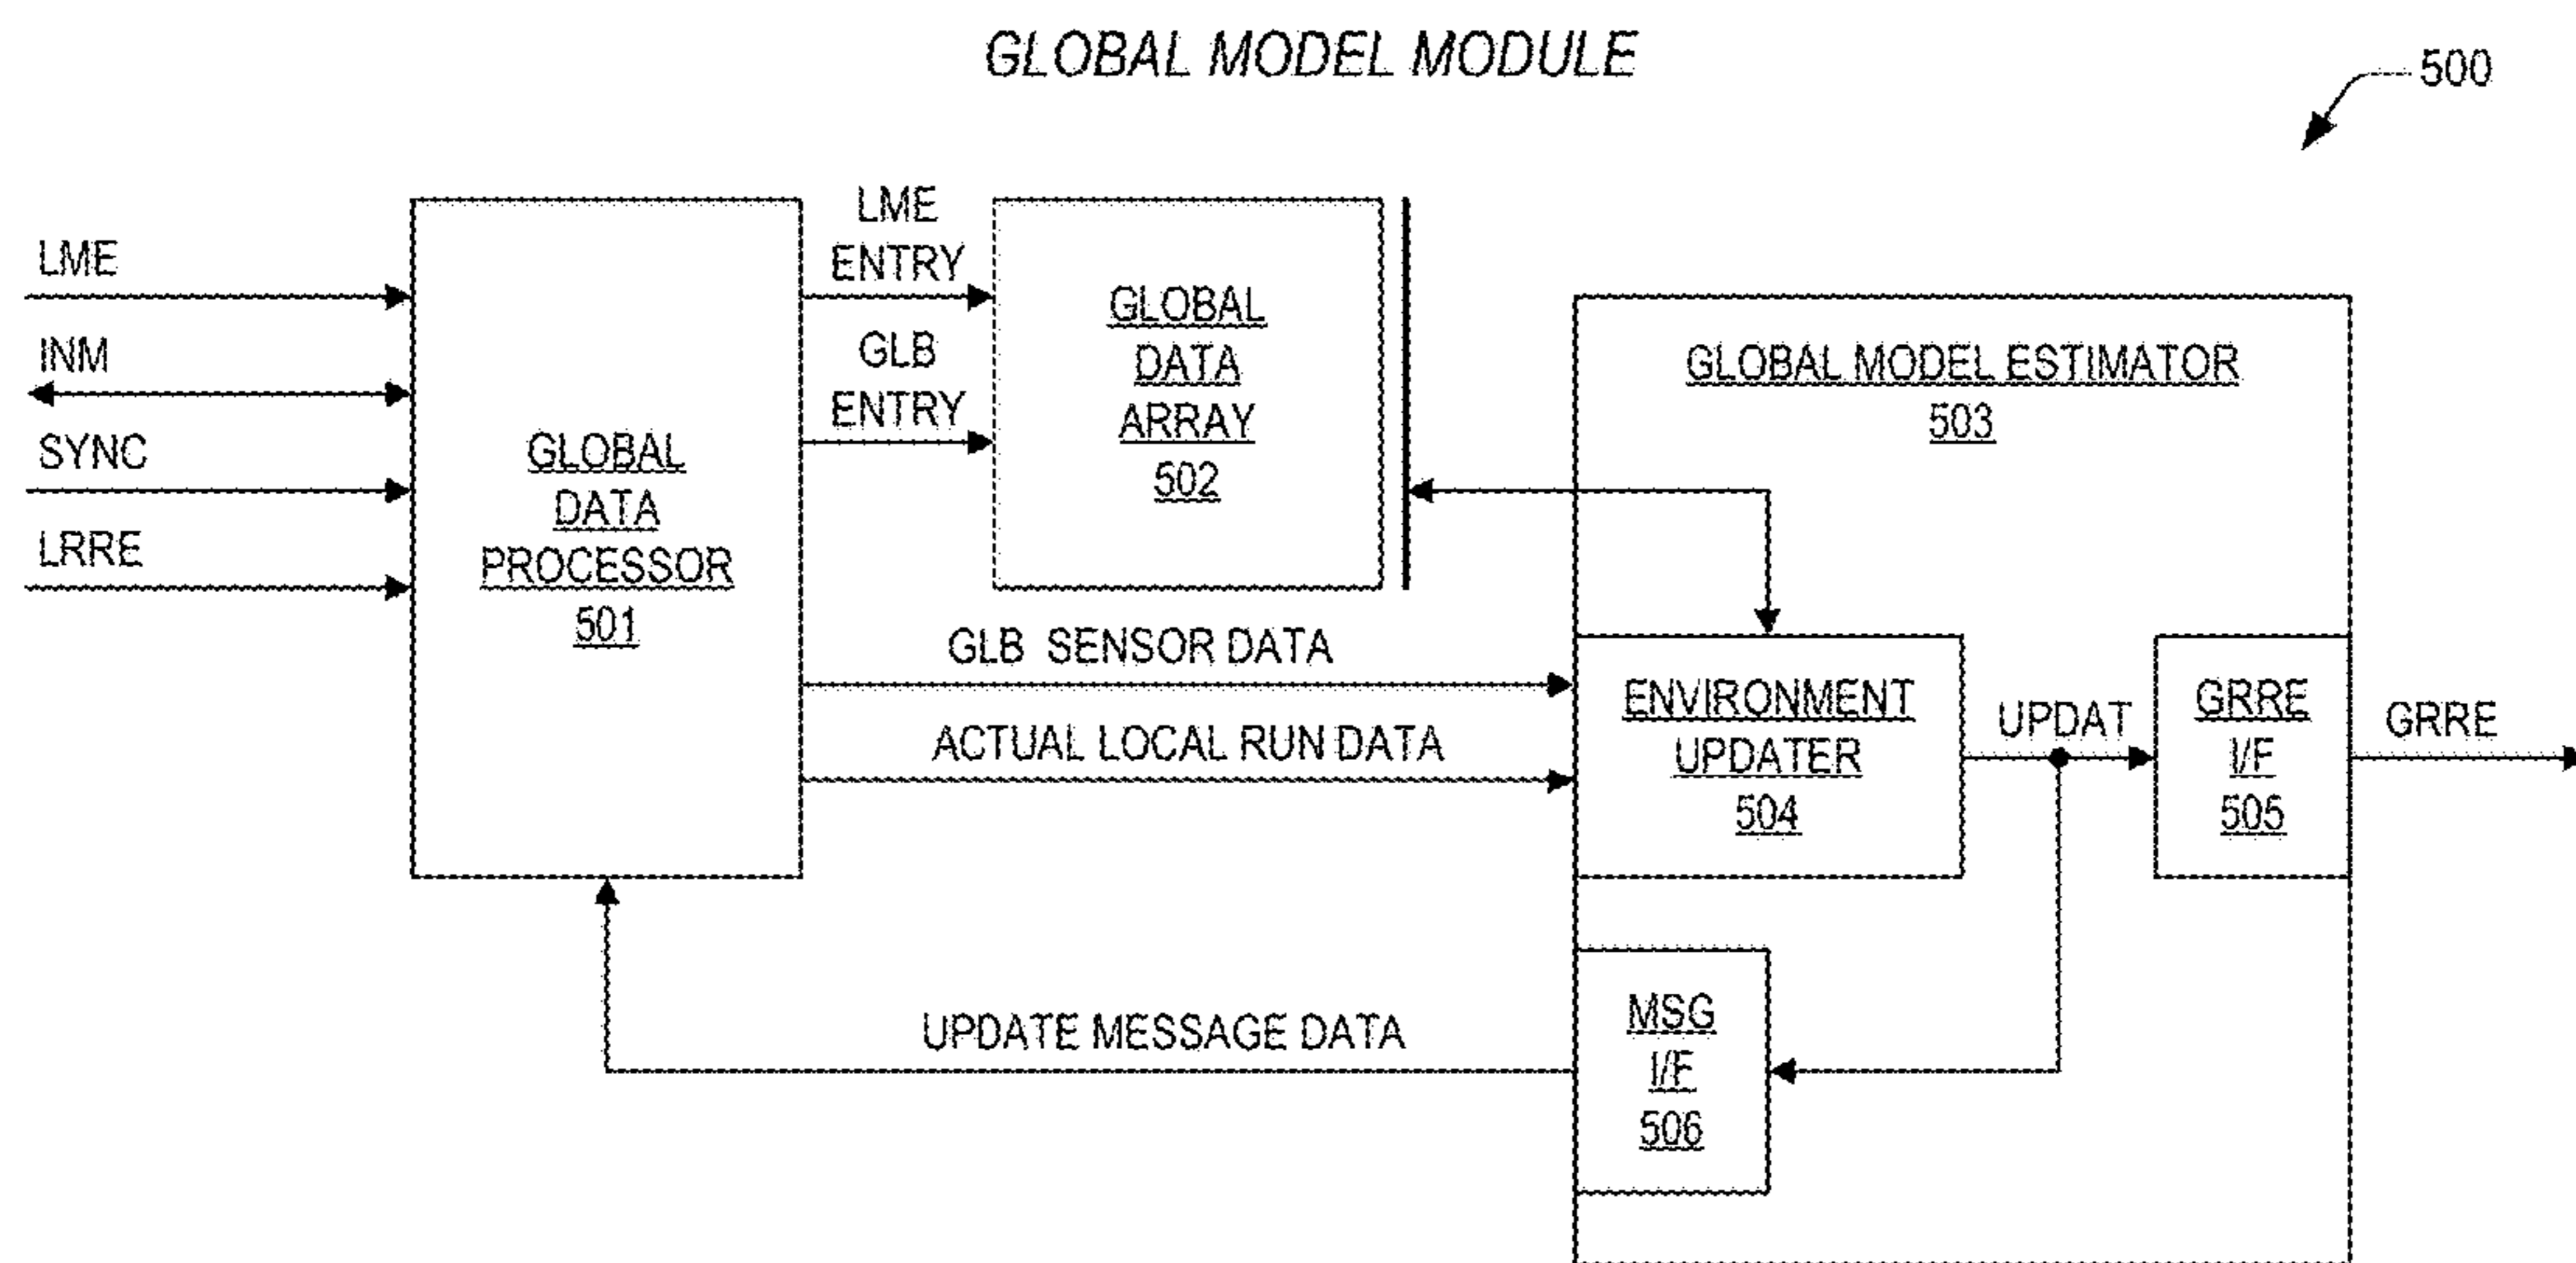 GLOBAL MODEL MODULE
500
LME
INM
SYNC
LRRE
GLOBAL
DATA
PROCESSOR
501
LME
ENTRY
GLB
ENTRY
GLOBAL
DATA
ARRAY
502
GLOBAL MODEL ESTIMATOR
503
GLB SENSOR DATA
ACTUAL LOCAL RUN DATA
ENVIRONMENT
UPDATER
504
UPDAT
GRRE
I/F
505
GRRE
UPDATE MESSAGE DATA
MSG
I/F
506